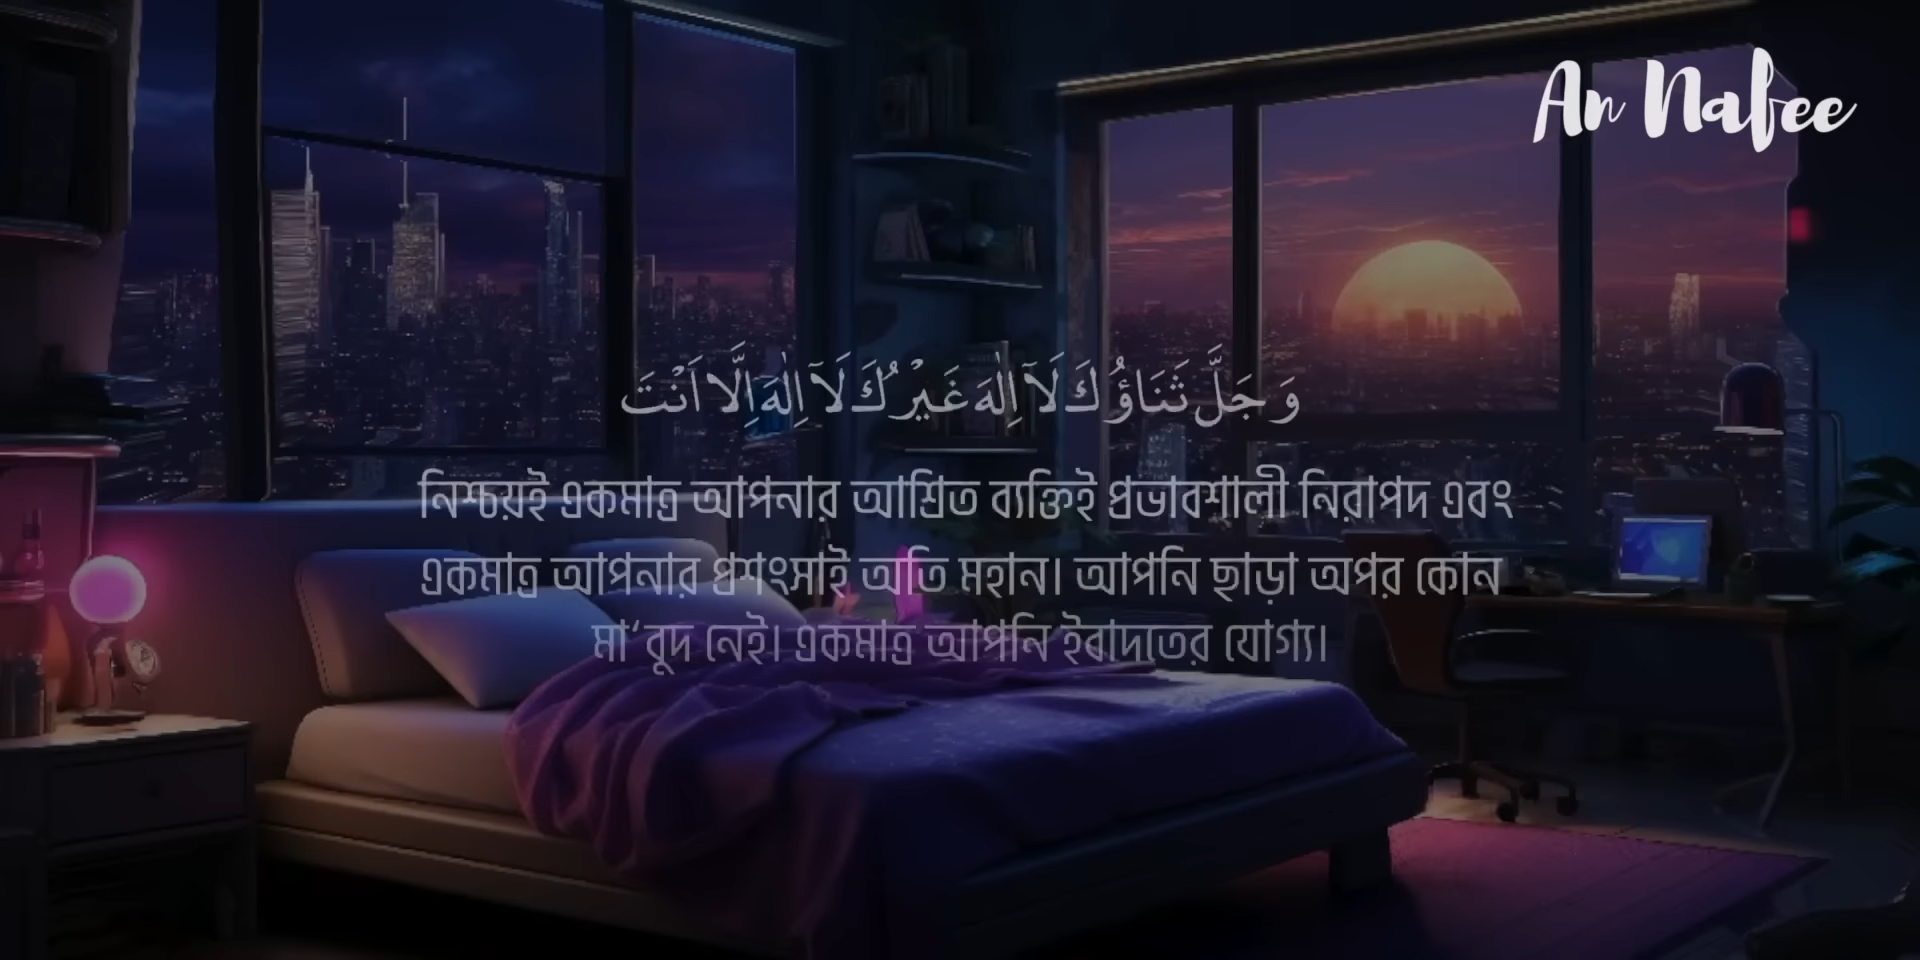 An Nafee
وَجَلَّ ثَنَاؤُكَ لَآ اِلٰهَ غَيْرُكَ لَآ اِلٰهَ اِلَّا اَنْتَ
নিশ্চয়ই একমাত্র আপনার আশ্রিত ব্যক্তিই প্রভাবশালী নিরাপদ এবং
একমাত্র আপনার প্রশংসাই অতি মহান। আপনি ছাড়া অপর কোন
মা‘বুদ নেই। একমাত্র আপনি ইবাদতের যোগ্য।